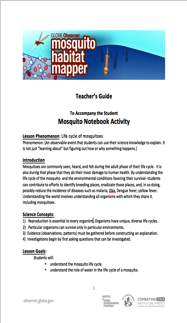 GLOBE Observer
mosquito
habitat
mapper
Teacher's Guide
To Accompany the Student
Mosquito Notebook Activity
Lesson Phenomenon: Life cycle of mosquitoes
Phenomenon: (An observable event that students can use their science knowledge to explain. It
is not just "learning about" but figuring out how or why something happens.)
Introduction
Mosquitoes are commonly seen, heard, and felt during the adult phase of their life cycle. It is
also during that phase that they do their most damage to human health. By understanding the
life cycle of the mosquito- and the environmental conditions favoring their survival- students
can contribute to efforts to identify breeding places, eradicate those places, and, in so doing,
possibly reduce the incidence of diseases such as malaria, Zika, Dengue fever, yellow fever.
Understanding the world involves understanding all organisms with which they share it.
Including mosquitoes.
Science Concepts:
1) Reproduction is essential to every organism. Organisms have unique, diverse life cycles.
2) Particular organisms can survive only in particular environments.
3) Evidence (observations, patterns) must be gathered before constructing an explanation.
4) Investigations begin by first asking questions that can be investigated.
Lesson Goals:
Students will
• understand the mosquito life cycle.
• understand the role of water in the life cycle of a mosquito.
1
observer.globe.gov